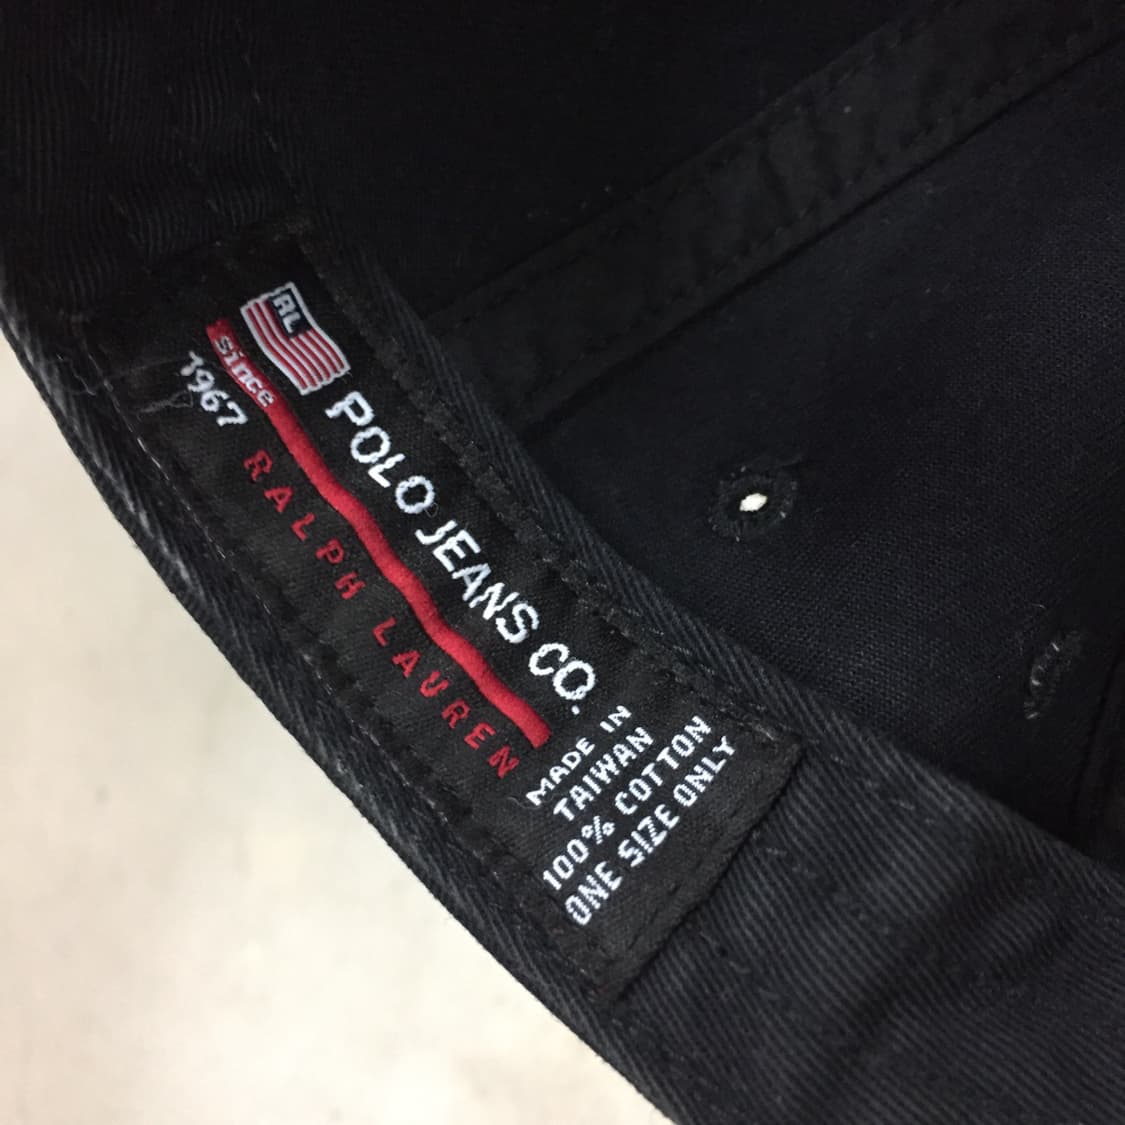 RL
POLO JEANS CO.
since
1967
RALPH LAUREN
MADE IN
TAIWAN
100% COTTON
ONE SIZE ONLY